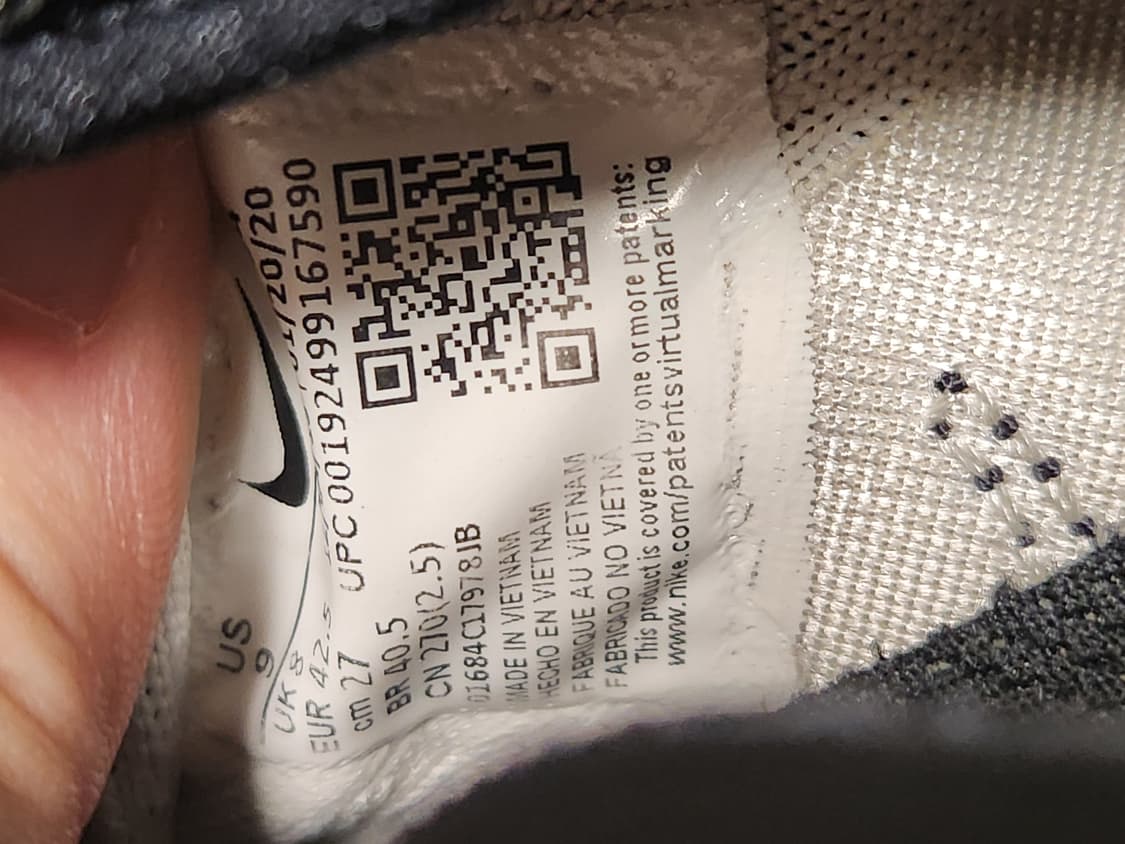 US
9
UK 8
EUR 42.5
cm 27
BR 40.5
CN 270(2.5)
01684C17978JB
/20/20
UPC 00192499167590
MADE IN VIETNAM
HECHO EN VIETNAM
FABRIQUE AU VIETNAM
FABRICADO NO VIETNA
This product is covered by one or more patents:
www.nike.com/patentsvirtualmarking